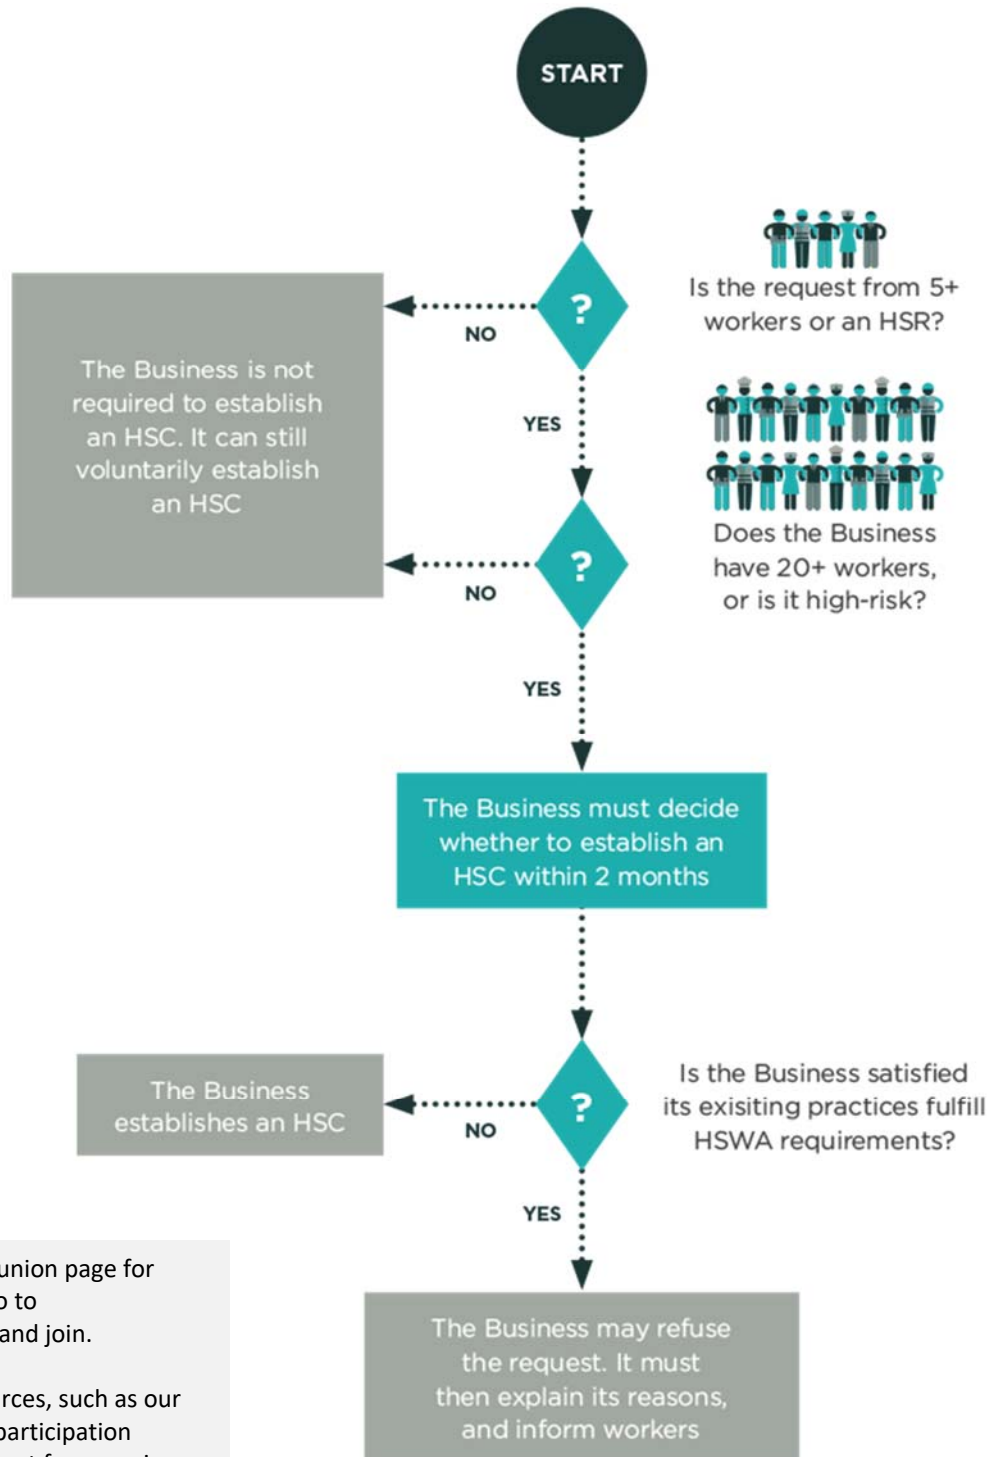 START
?
Is the request from 5+
workers or an HSR?
NO
The Business is not
required to establish
an HSC. It can still
voluntarily establish
an HSC
YES
?
Does the Business
have 20+ workers,
or is it high-risk?
NO
YES
The Business must decide
whether to establish an
HSC within 2 months
?
Is the Business satisfied
its exisiting practices fulfill
HSWA requirements?
NO
The Business
establishes an HSC
YES
The Business may refuse
the request. It must
then explain its reasons,
and inform workers
union page for
o to
and join.
rces, such as our
participation